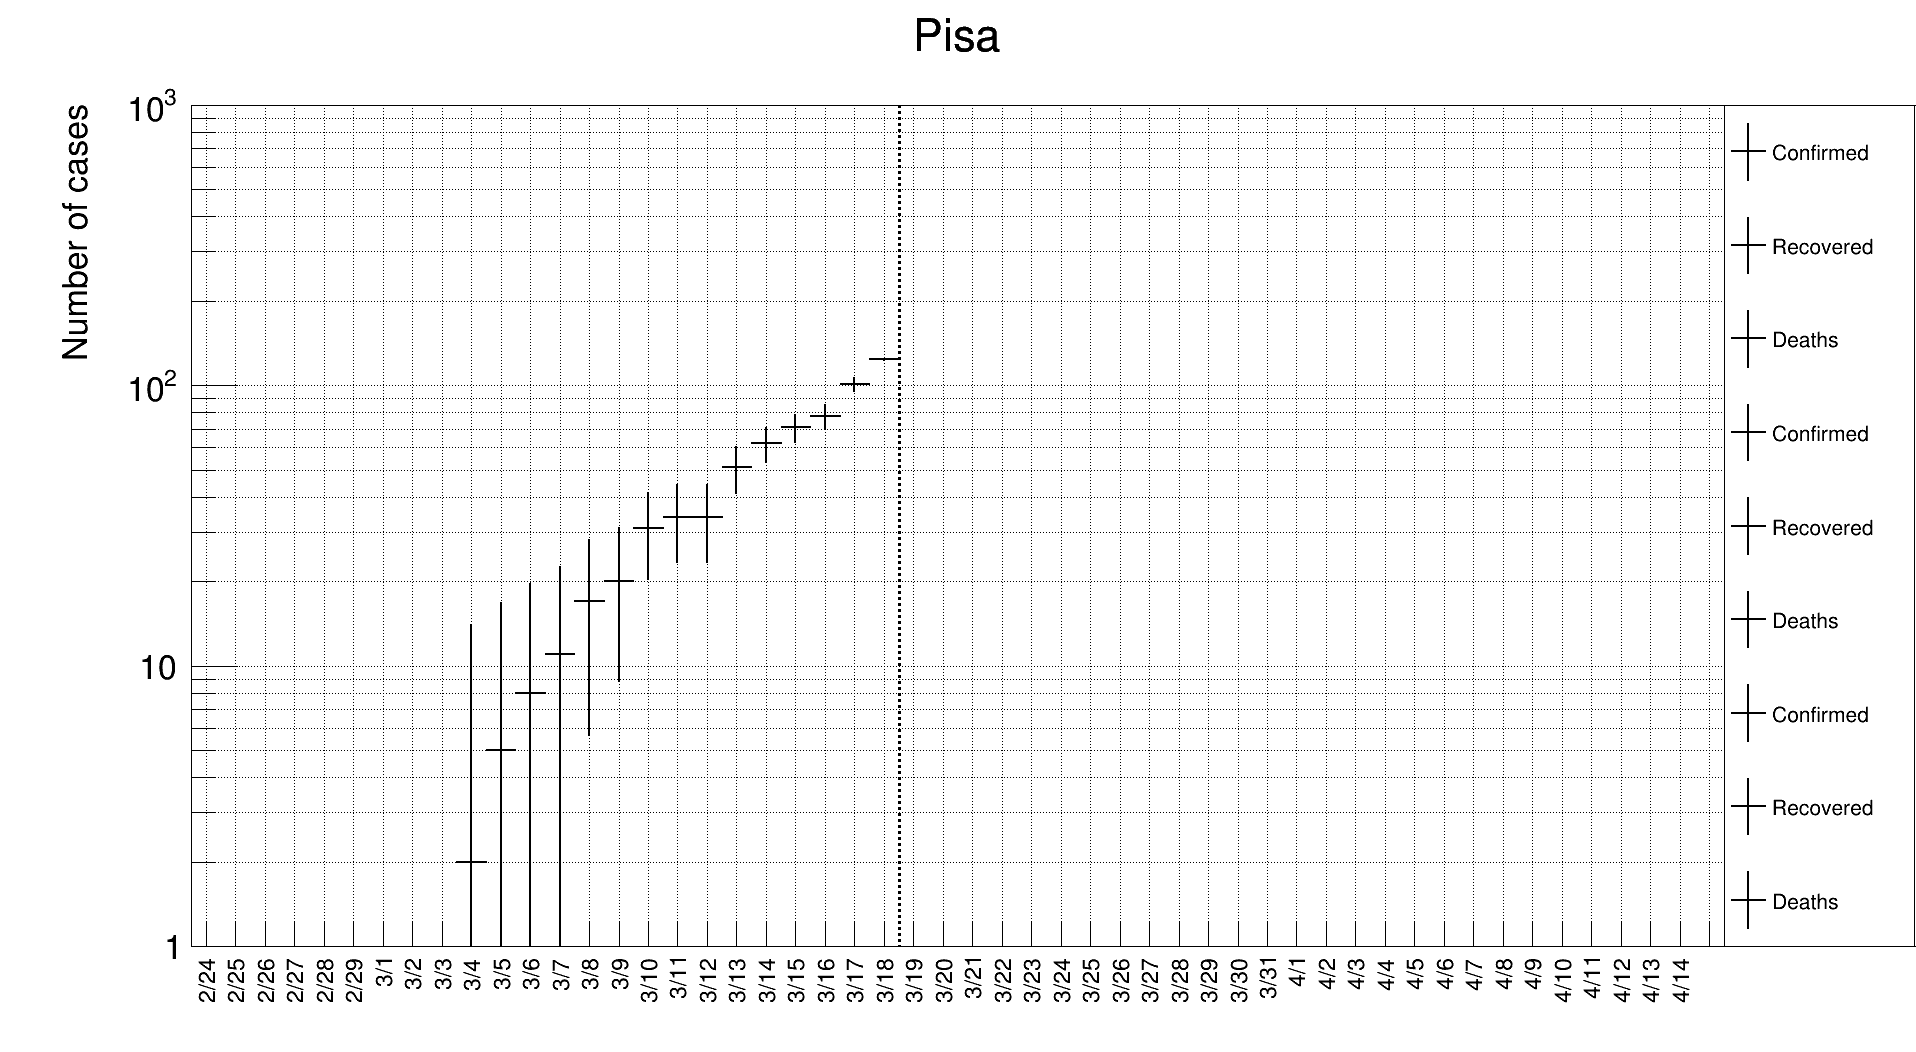 Pisa
Number of cases
10³
10²
10
1
2/24 2/25 2/26 2/27 2/28 2/29 3/1 3/2 3/3 3/4 3/5 3/6 3/7 3/8 3/9 3/10 3/11 3/12 3/13 3/14 3/15 3/16 3/17 3/18 3/19 3/20 3/21 3/22 3/23 3/24 3/25 3/26 3/27 3/28 3/29 3/30 3/31 4/1 4/2 4/3 4/4 4/5 4/6 4/7 4/8 4/9 4/10 4/11 4/12 4/13 4/14
Confirmed
Recovered
Deaths
Confirmed
Recovered
Deaths
Confirmed
Recovered
Deaths